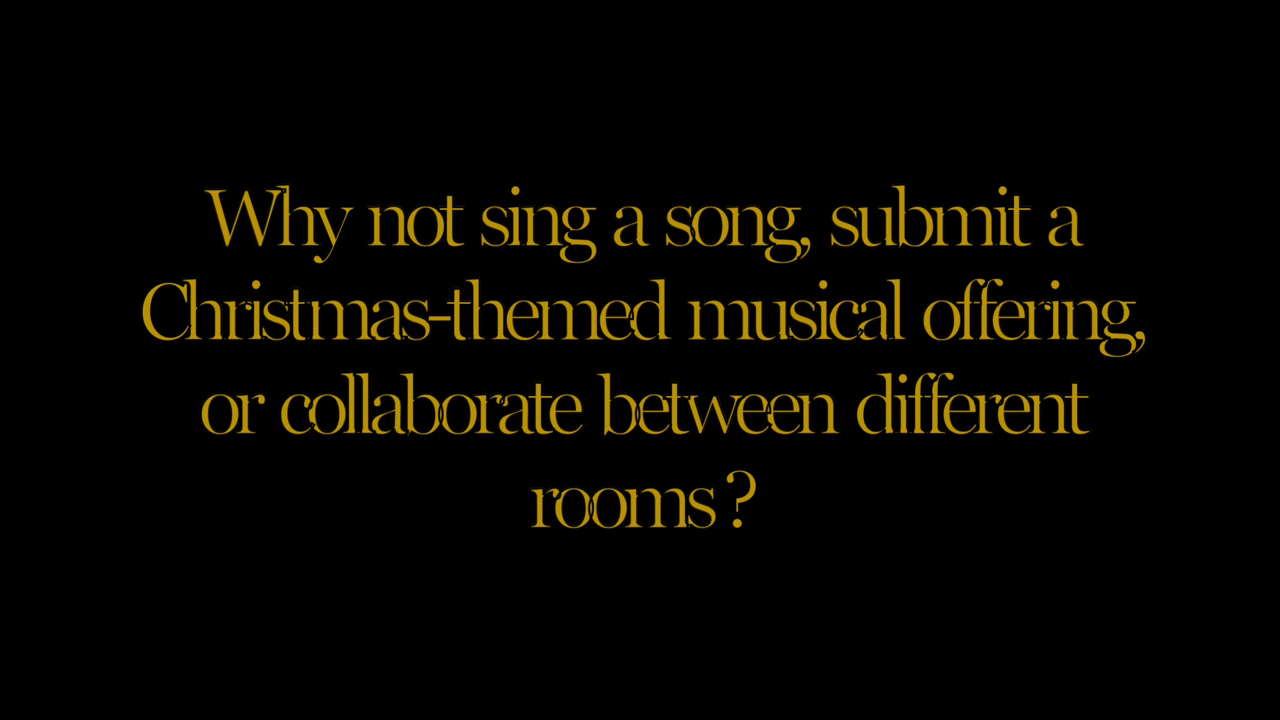 Why not sing a song, submit a
Christmas-themed musical offering,
or collaborate between different
rooms ?